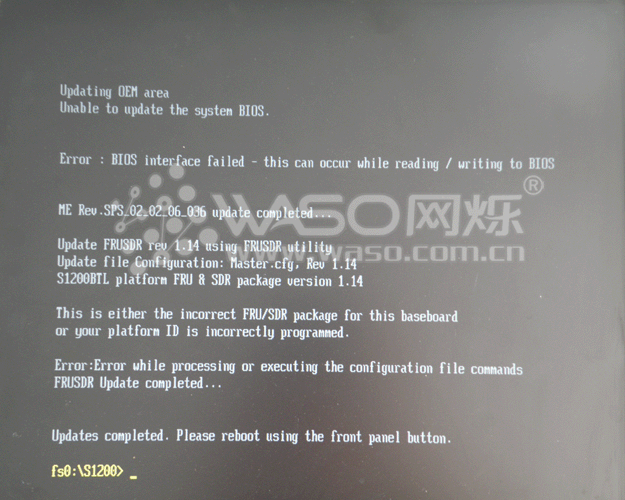 Updating OEM area
Unable to update the system BIOS.
Error : BIOS interface failed - this can occur while reading / writing to BIOS
WASO网烁®
ME Rev.SPS_02_02_06_036 update completed...
Update FRUSDR rev 1.14 using FRUSDR utility
www.waso.com.cn
Update file Configuration: Master.cfg, Rev 1.14
S1200BTL platform FRU & SDR package version 1.14
This is either the incorrect FRU/SDR package for this baseboard
or your platform ID is incorrectly programmed.
Error:Error while processing or executing the configuration file commands
FRUSDR Update completed...
Updates completed. Please reboot using the front panel button.
fs0:\S1200> _